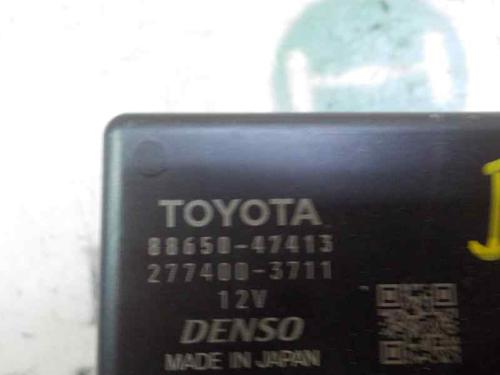 TOYOTA
88650-47413
277400-3711
12V
DENSO
MADE IN JAPAN